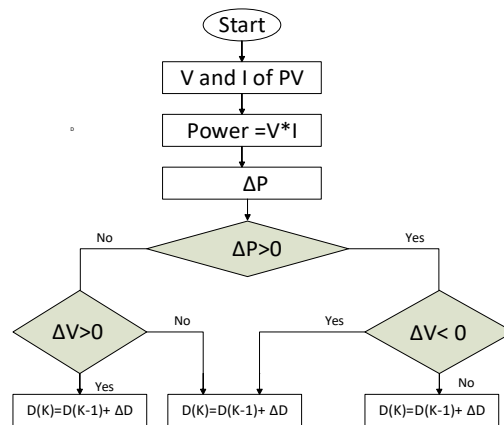 Start
V and I of PV
Power =V*I
D
ΔP
ΔP>0
No
Yes
ΔV>0
No
Yes
ΔV< 0
Yes
No
D(K)=D(K-1)+ ΔD
D(K)=D(K-1)+ ΔD
D(K)=D(K-1)+ ΔD